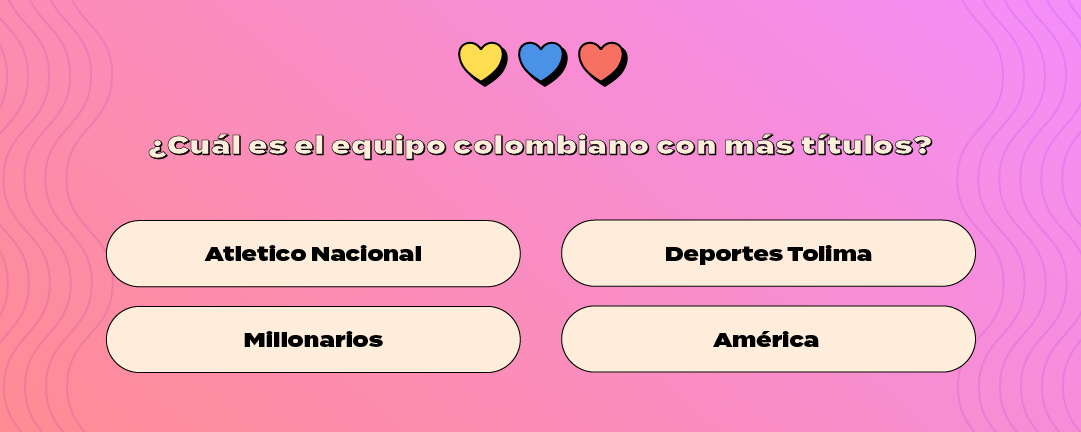 ¿Cuál es el equipo colombiano con más títulos?
Atletico Nacional
Deportes Tolima
Millonarios
América